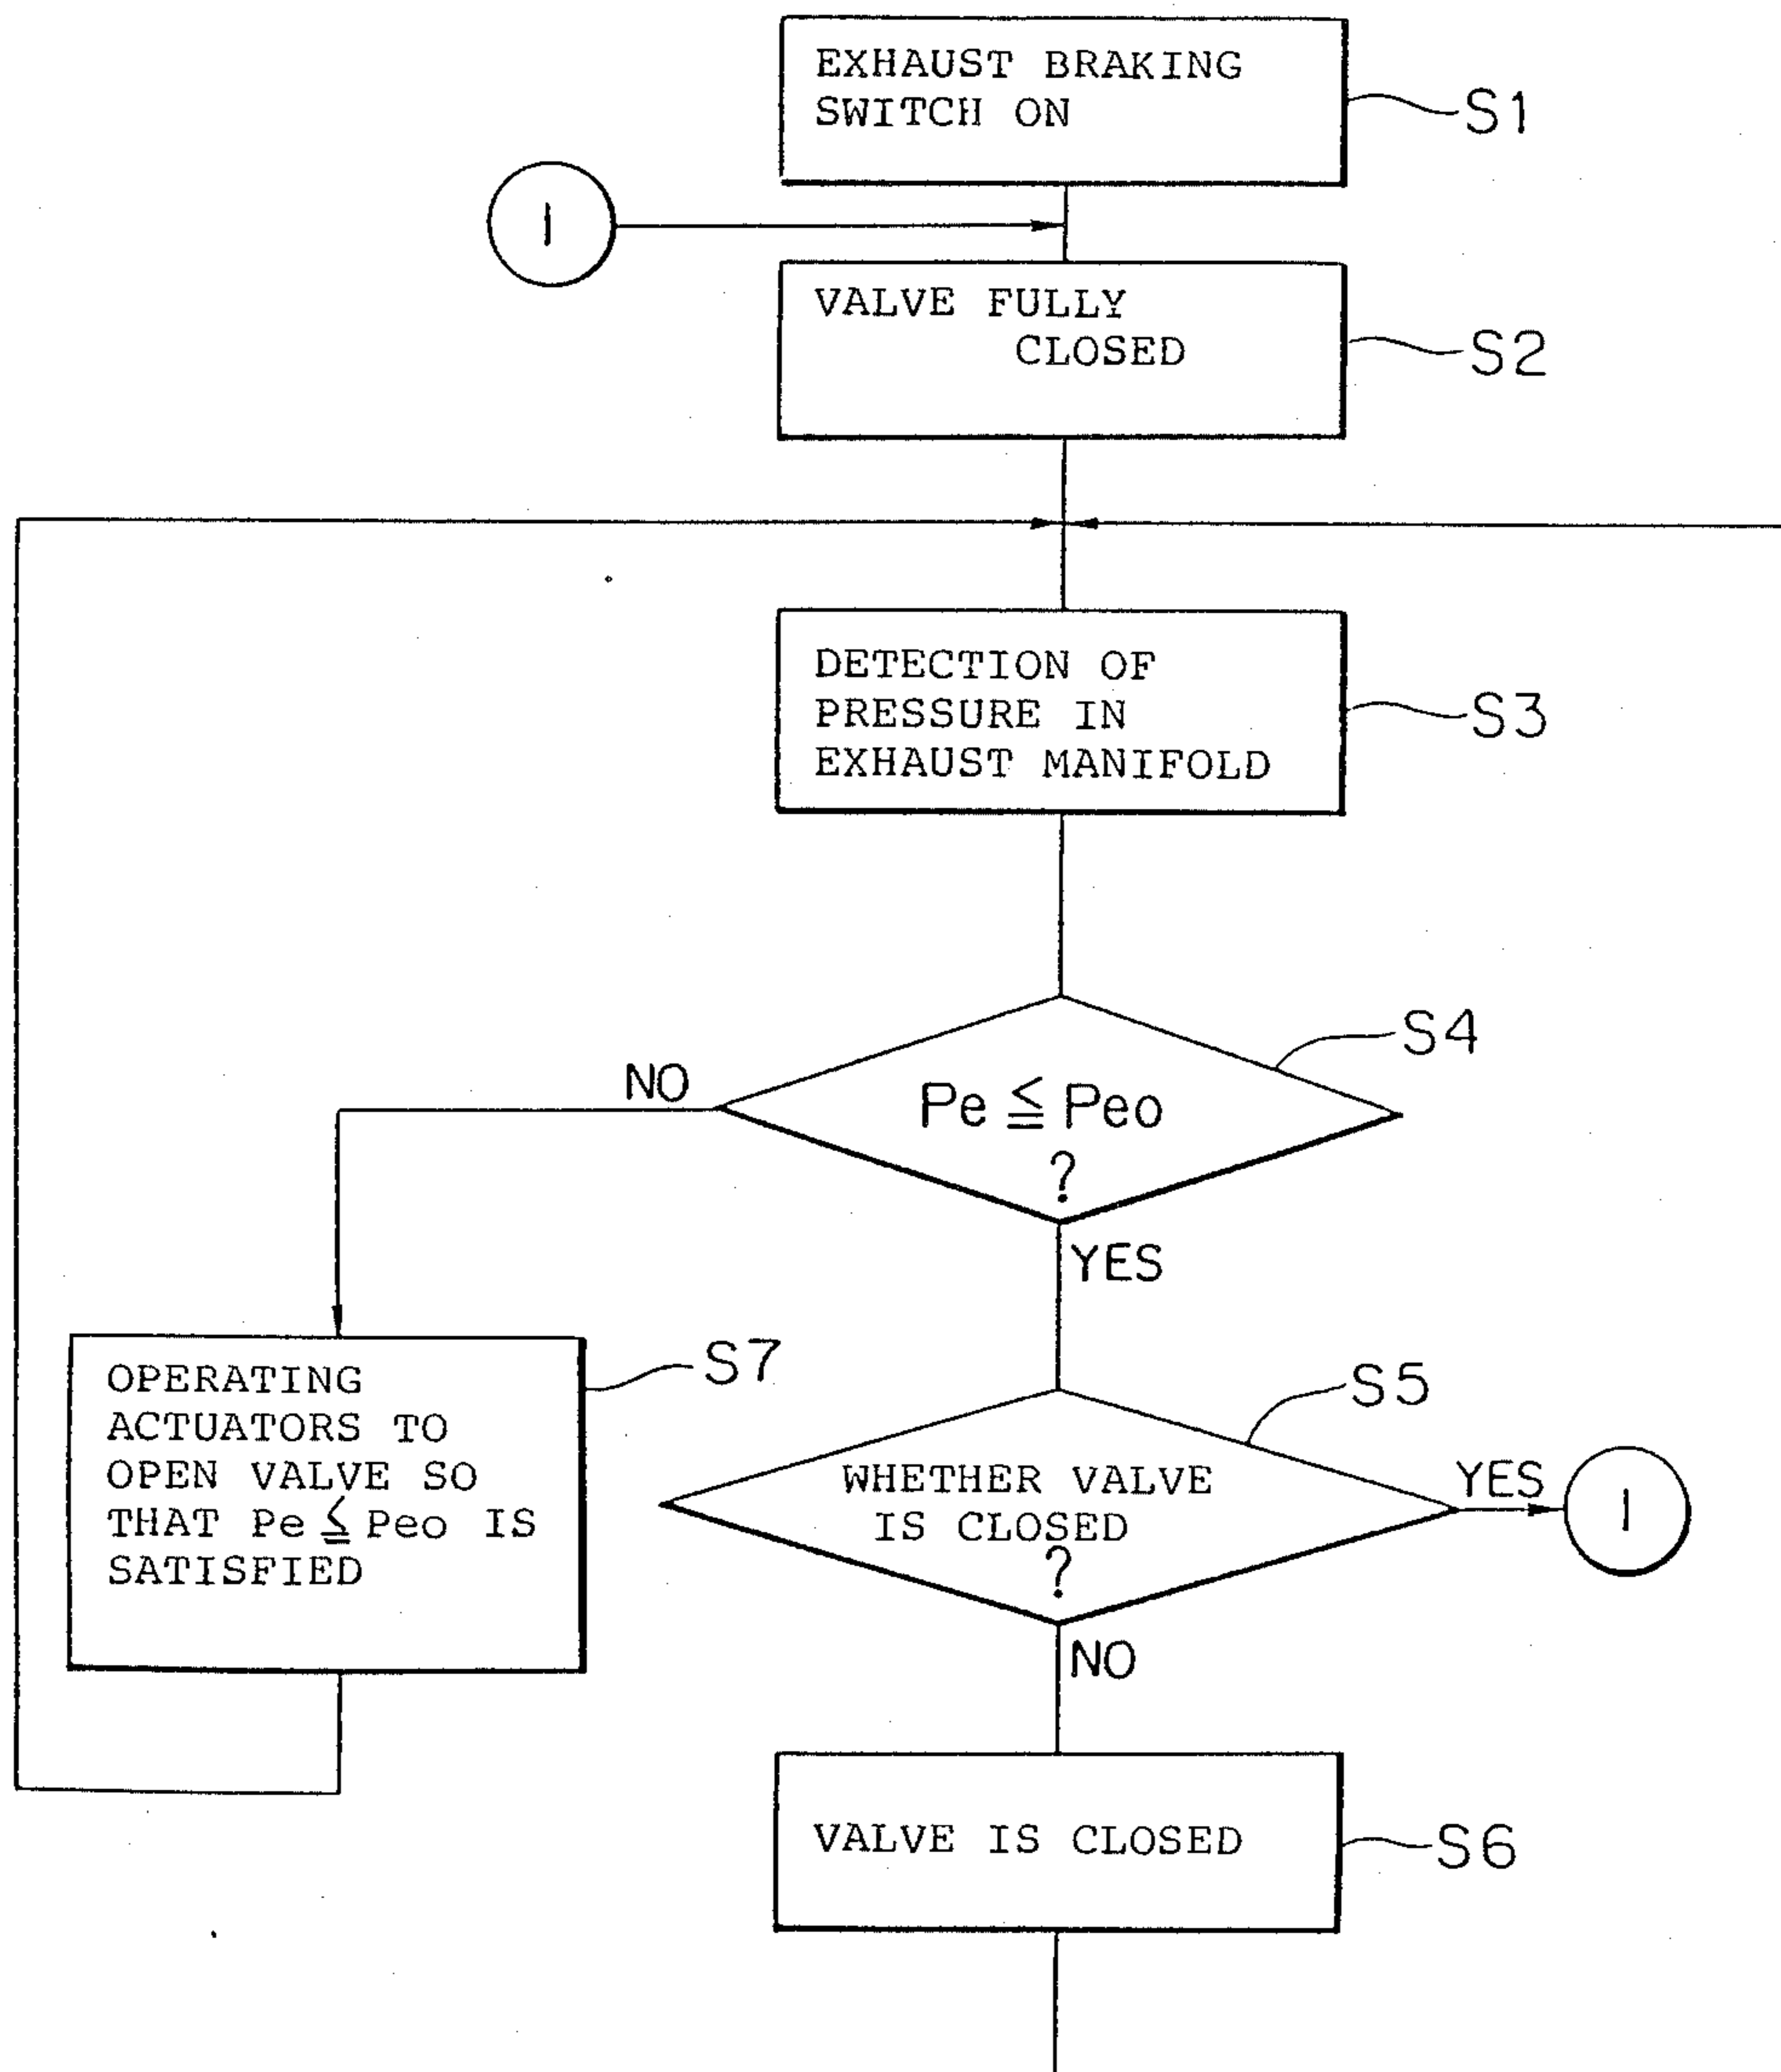 EXHAUST BRAKING
SWITCH ON
S1
I
VALVE FULLY
CLOSED
S2
DETECTION OF
PRESSURE IN
EXHAUST MANIFOLD
S3
S4
NO
Pe ≦ Peo
?
YES
OPERATING
ACTUATORS TO
OPEN VALVE SO
THAT Pe ≦ Peo IS
SATISFIED
S7
S5
WHETHER VALVE
IS CLOSED
?
YES
I
NO
VALVE IS CLOSED
S6